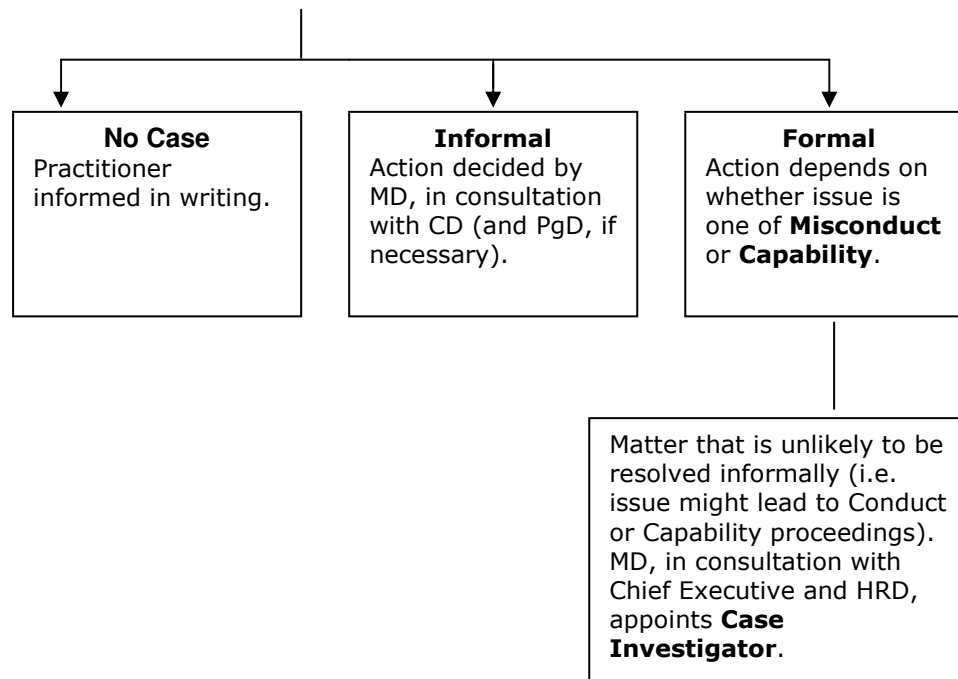 No Case
Practitioner
informed in writing.
Informal
Action decided by
MD, in consultation
with CD (and PgD, if
necessary).
Formal
Action depends on
whether issue is
one of Misconduct
or Capability.
Matter that is unlikely to be
resolved informally (i.e.
issue might lead to Conduct
or Capability proceedings).
MD, in consultation with
Chief Executive and HRD,
appoints Case
Investigator.